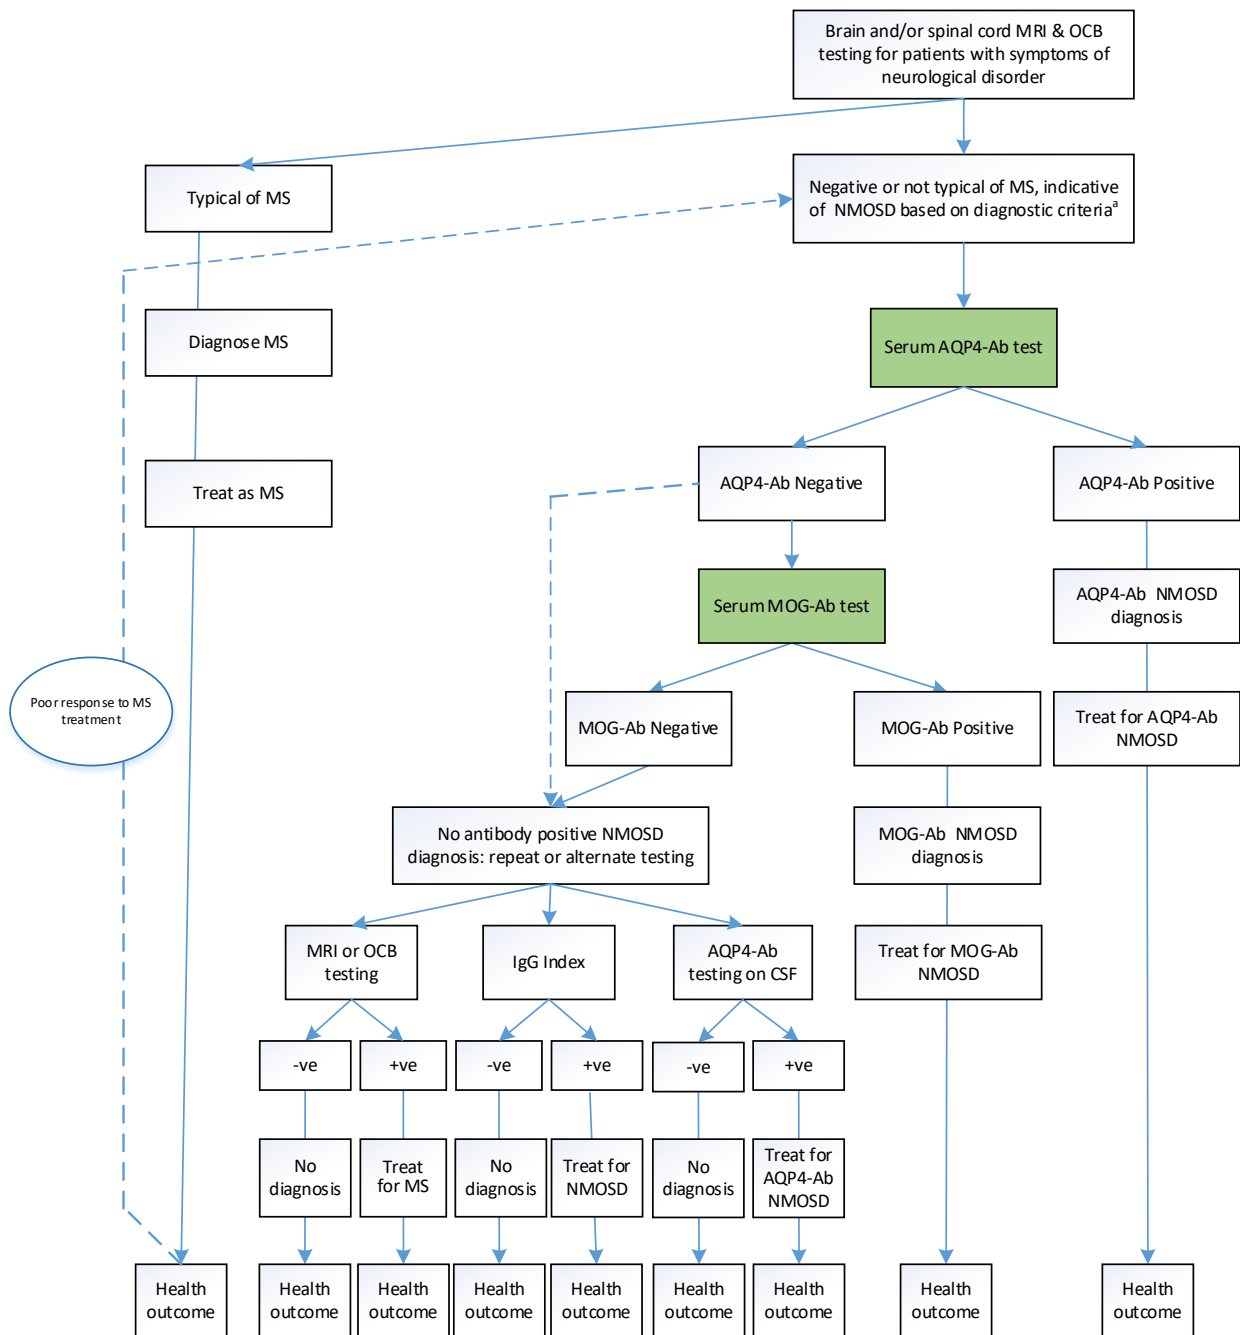 Brain and/or spinal cord MRI & OCB
testing for patients with symptoms of
neurological disorder
Typical of MS
Negative or not typical of MS, indicative
of NMOSD based on diagnostic criteriaᵃ
Diagnose MS
Serum AQP4-Ab test
Treat as MS
AQP4-Ab Negative
AQP4-Ab Positive
Serum MOG-Ab test
AQP4-Ab NMOSD
diagnosis
Poor response to MS
treatment
MOG-Ab Negative
MOG-Ab Positive
Treat for AQP4-Ab
NMOSD
No antibody positive NMOSD
diagnosis: repeat or alternate testing
MOG-Ab NMOSD
diagnosis
MRI or OCB
testing
IgG Index
AQP4-Ab
testing on CSF
Treat for MOG-Ab
NMOSD
-ve
+ve
-ve
+ve
-ve
+ve
No
diagnosis
Treat
for MS
No
diagnosis
Treat for
NMOSD
No
diagnosis
Treat for
AQP4-Ab
NMOSD
Health
outcome
Health
outcome
Health
outcome
Health
outcome
Health
outcome
Health
outcome
Health
outcome
Health
outcome
Health
outcome